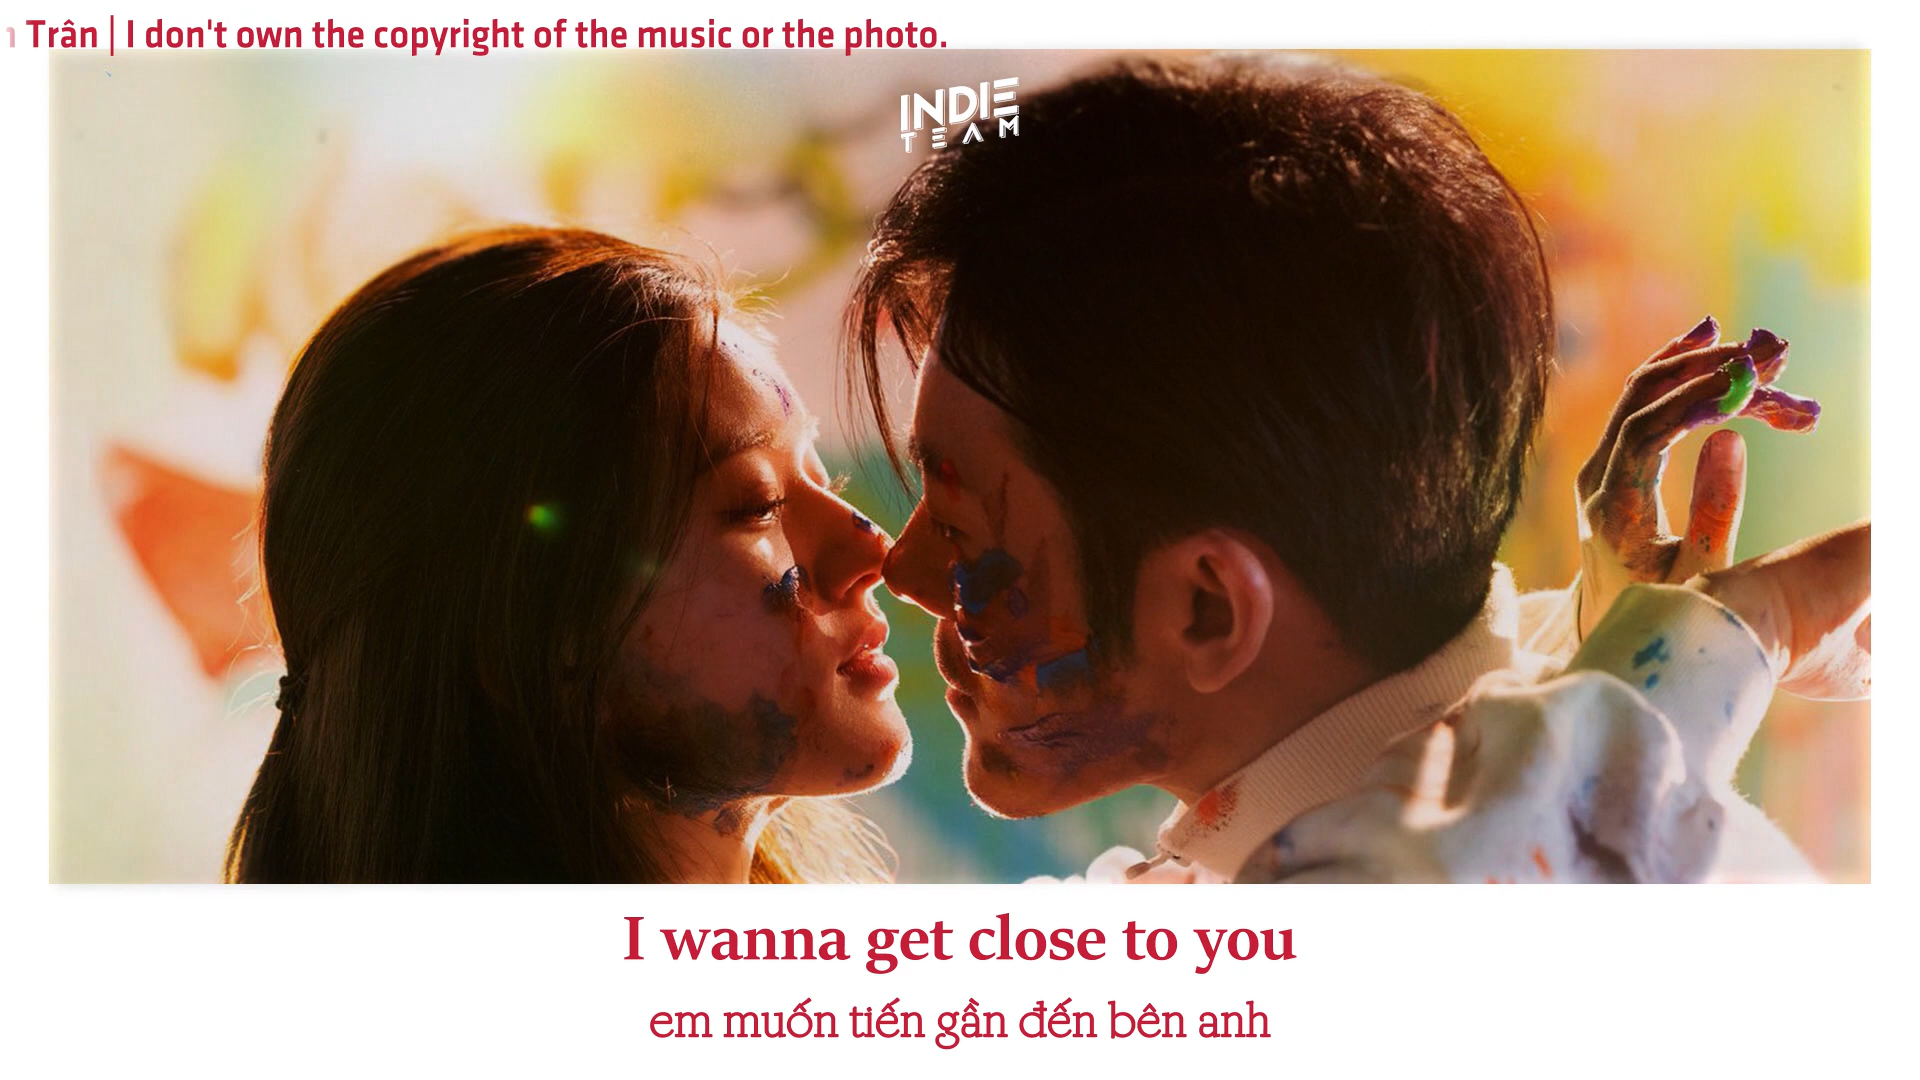 Trân | I don't own the copyright of the music or the photo.
INDIE
TEAM
I wanna get close to you
em muốn tiến gần đến bên anh